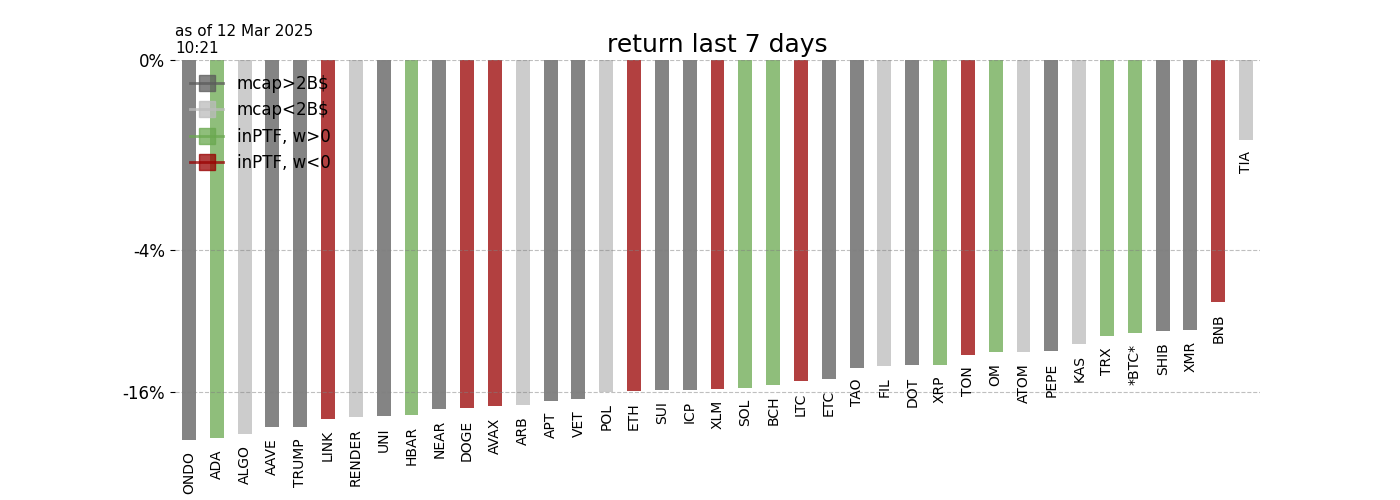 as of 12 Mar 2025
10:21
return last 7 days
0%
-4%
-16%
mcap>2B$
mcap<2B$
inPTF, w>0
inPTF, w<0
ONDO
ADA
ALGO
AAVE
TRUMP
LINK
RENDER
UNI
HBAR
NEAR
DOGE
AVAX
ARB
APT
VET
POL
ETH
SUI
ICP
XLM
SOL
BCH
LTC
ETC
TAO
FIL
DOT
XRP
TON
OM
ATOM
PEPE
KAS
TRX
*BTC*
SHIB
XMR
BNB
TIA